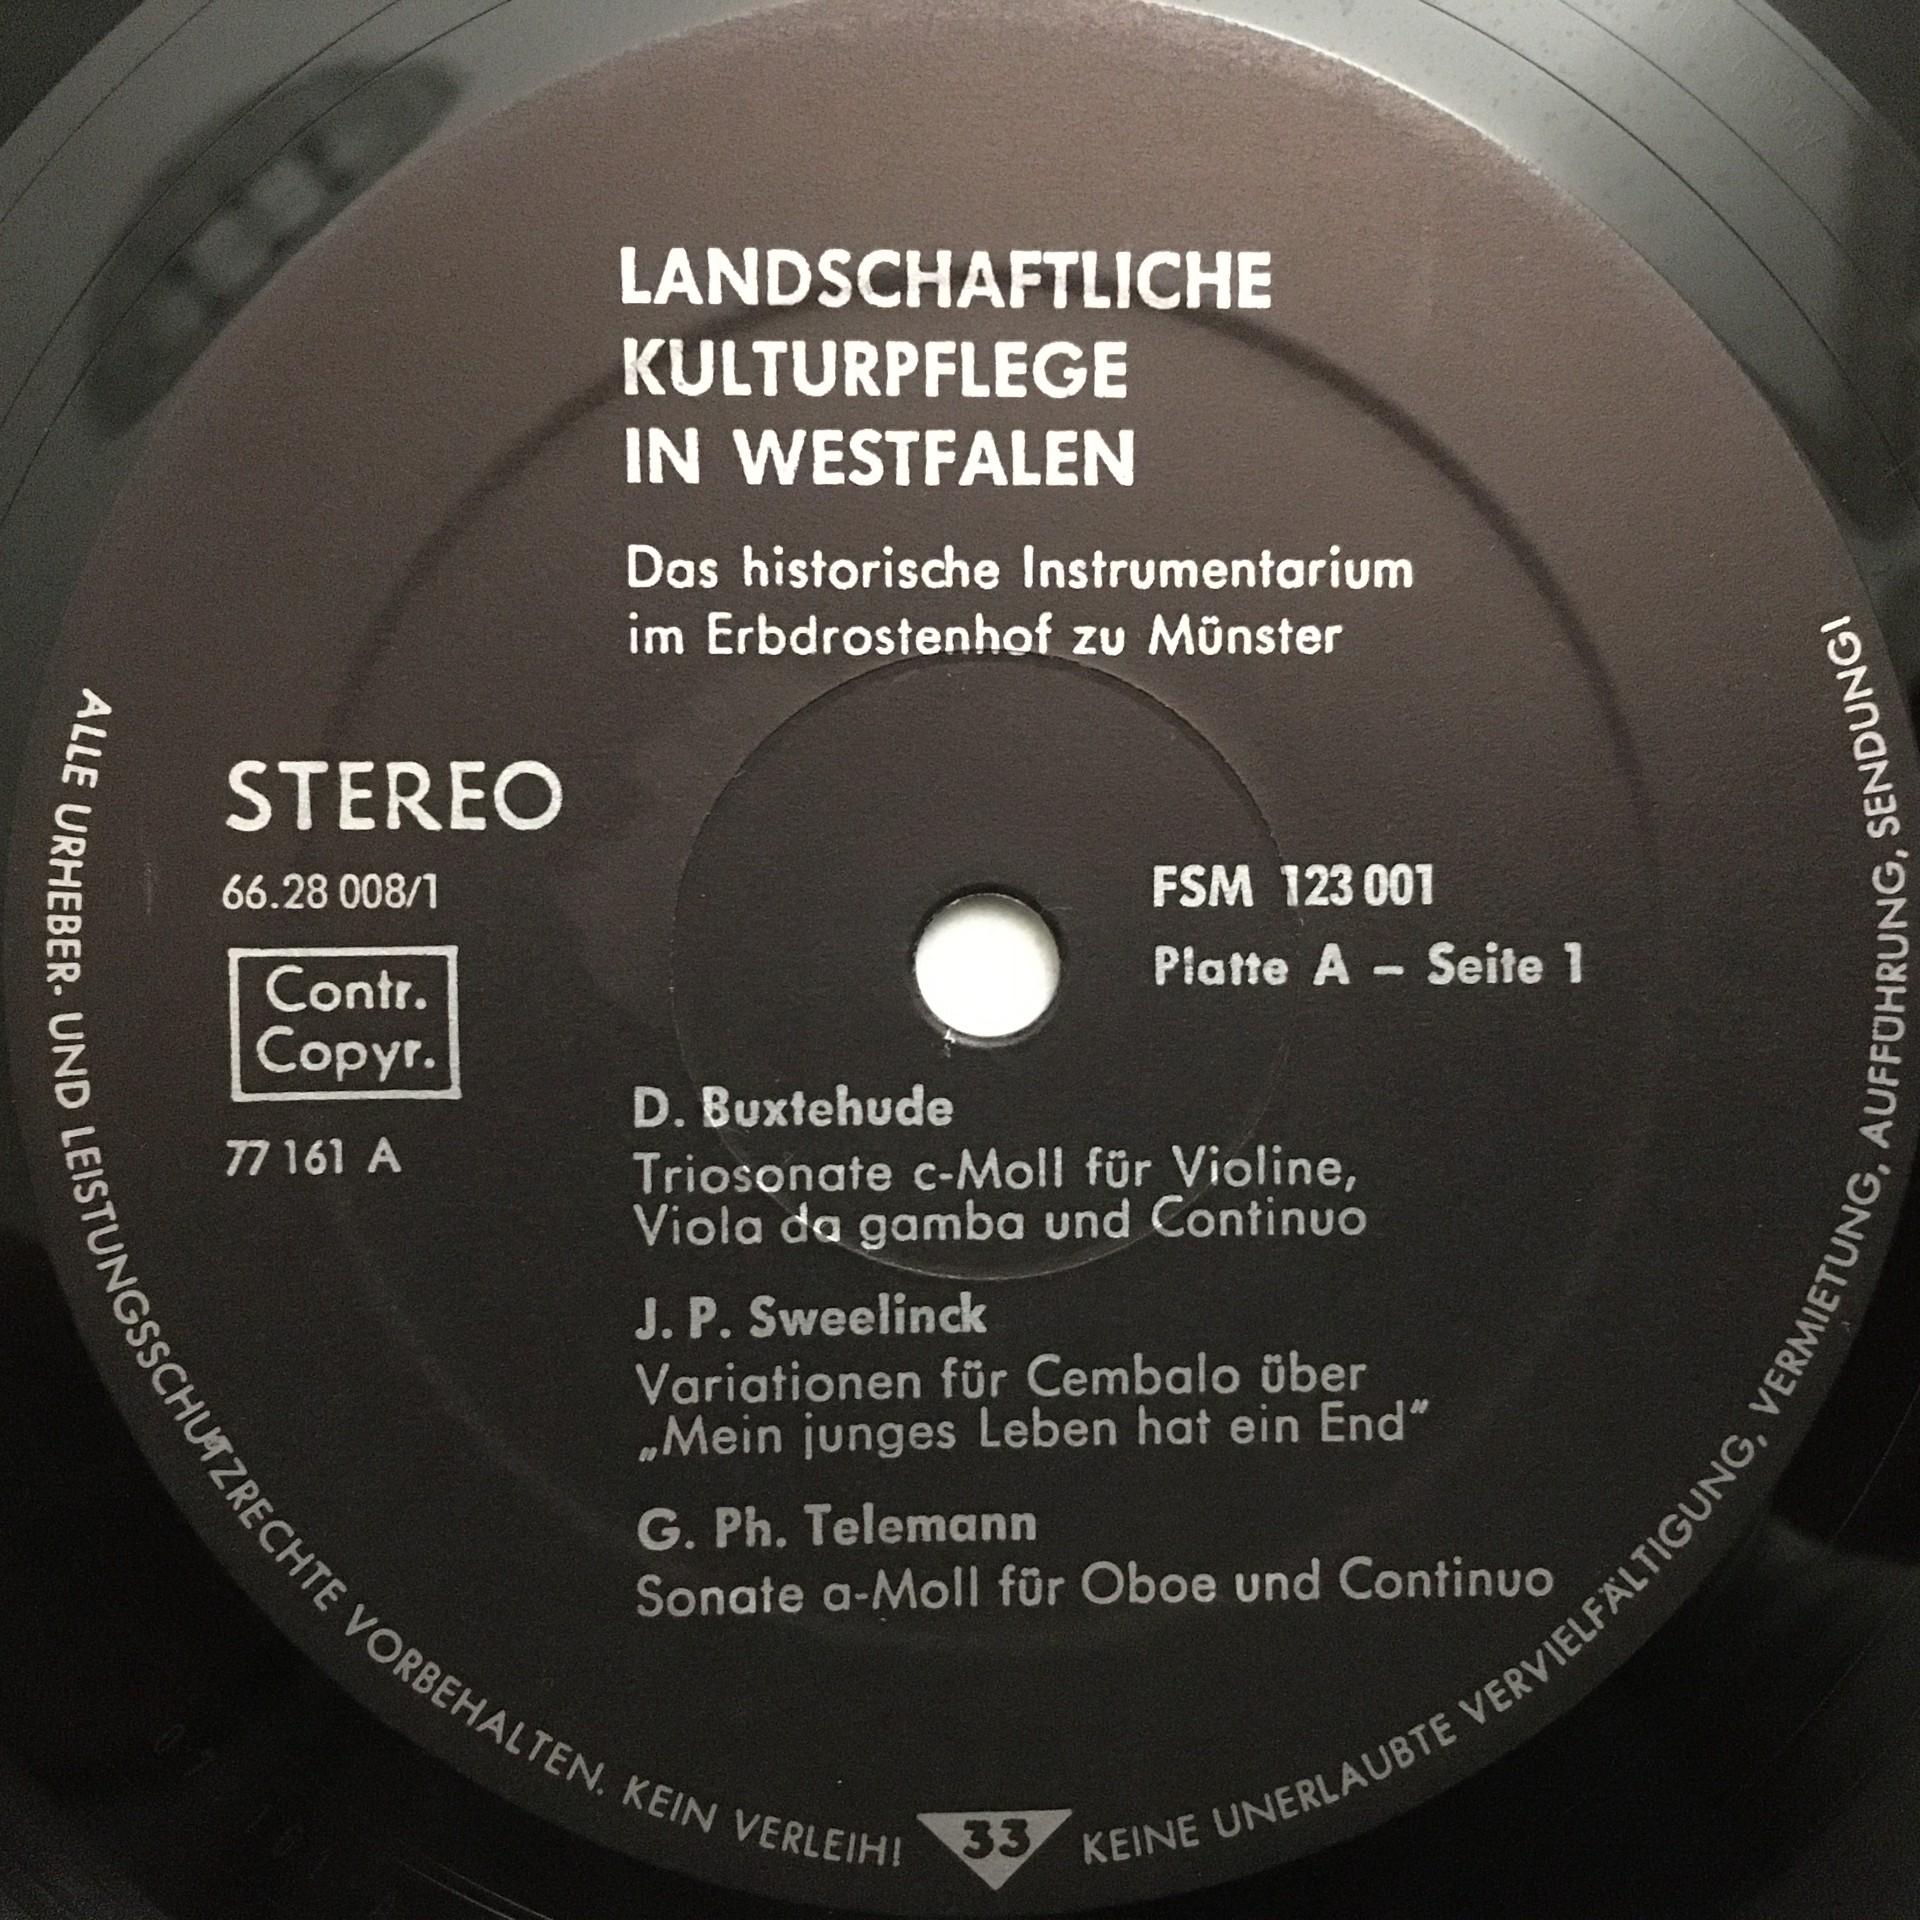 LANDSCHAFTLICHE
KULTURPFLEGE
IN WESTFALEN
Das historische Instrumentarium
im Erbdrostenhof zu Münster
STEREO
66.28 008/1
Contr.
Copyr.
77 161 A
FSM 123 001
Platte A – Seite 1
D. Buxtehude
Triosonate c-Moll für Violine,
Viola da gamba und Continuo
J. P. Sweelinck
Variationen für Cembalo über
„Mein junges Leben hat ein End”
G. Ph. Telemann
Sonate a-Moll für Oboe und Continuo
ALLE URHEBER- UND LEISTUNGSSCHUTZRECHTE VORBEHALTEN. KEIN VERLEIH!
33
KEINE UNERLAUBTE VERVIELFÄLTIGUNG, VERMIETUNG, AUFFÜHRUNG, SENDUNG!